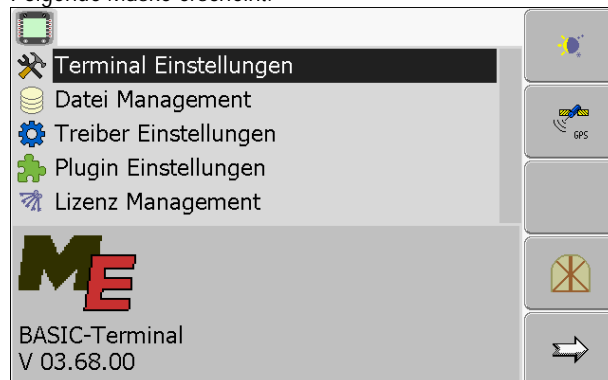 Folgende Maske erscheint:
Terminal Einstellungen
Datei Management
Treiber Einstellungen
GPS
Plugin Einstellungen
Lizenz Management
ME
BASIC-Terminal
V 03.68.00